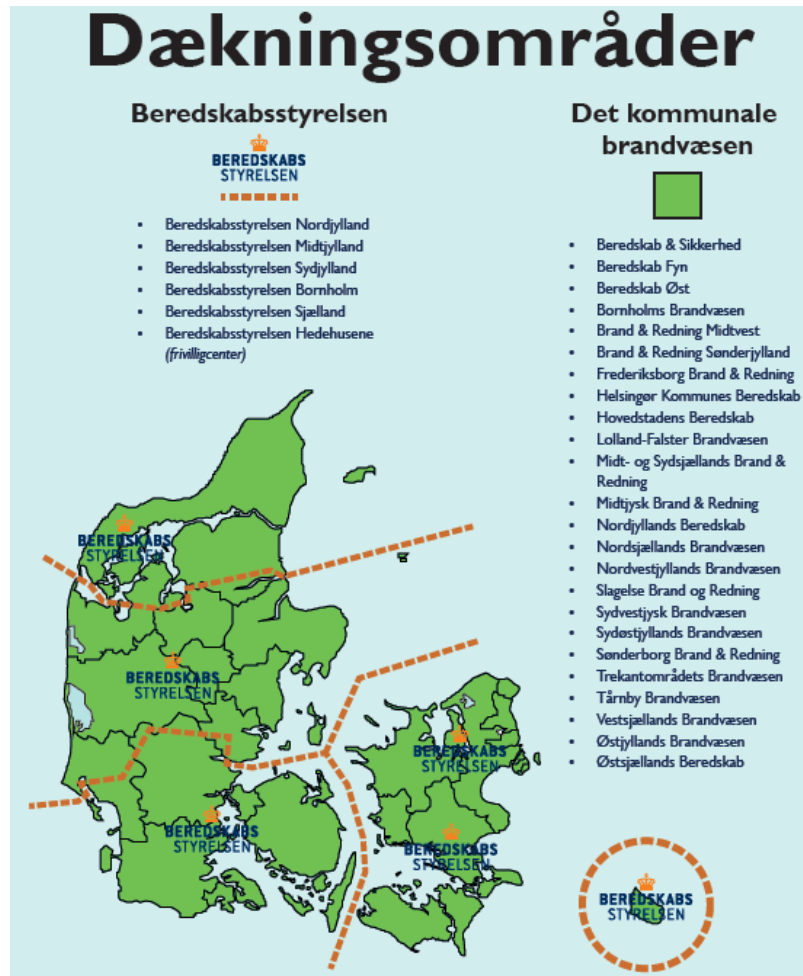 Dækningsområder
Beredskabsstyrelsen
BEREDSKABS
STYRELSEN
• Beredskabsstyrelsen Nordjylland
• Beredskabsstyrelsen Midtjylland
• Beredskabsstyrelsen Sydjylland
• Beredskabsstyrelsen Bornholm
• Beredskabsstyrelsen Sjælland
• Beredskabsstyrelsen Hedehusene
(frivilligcenter)
Det kommunale
brandvæsen
• Beredskab & Sikkerhed
• Beredskab Fyn
• Beredskab Øst
• Bornholms Brandvæsen
• Brand & Redning Midtvest
• Brand & Redning Sønderjylland
• Frederiksborg Brand & Redning
• Helsingør Kommunes Beredskab
• Hovedstadens Beredskab
• Lolland-Falster Brandvæsen
• Midt- og Sydsjællands Brand &
Redning
• Midtjysk Brand & Redning
• Nordjyllands Beredskab
• Nordsjællands Brandvæsen
• Nordvestjyllands Brandvæsen
• Slagelse Brand og Redning
• Sydvestjysk Brandvæsen
• Sydøstjyllands Brandvæsen
• Sønderborg Brand & Redning
• Trekantområdets Brandvæsen
• Tårnby Brandvæsen
• Vestsjællands Brandvæsen
• Østjyllands Brandvæsen
• Østsjællands Beredskab
BEREDSKABS
STYRELSEN
BEREDSKABS
STYRELSEN
BEREDSKABS
STYRELSEN
BEREDSKABS
STYRELSEN
BEREDSKABS
STYRELSEN
BEREDSKABS
STYRELSEN